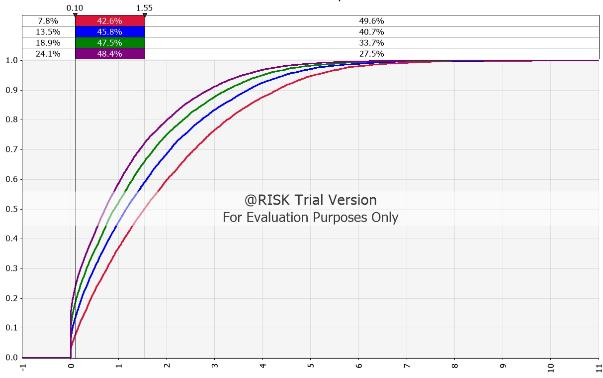 0.10 1.55
7.8% 42.6% 49.6%
13.5% 45.8% 40.7%
18.9% 47.5% 33.7%
24.1% 48.4% 27.5%
1.0
0.9
0.8
0.7
0.6
0.5
0.4
0.3
0.2
0.1
0.0
@RISK Trial Version
For Evaluation Purposes Only
-1 0 1 2 3 4 5 6 7 8 9 10 11